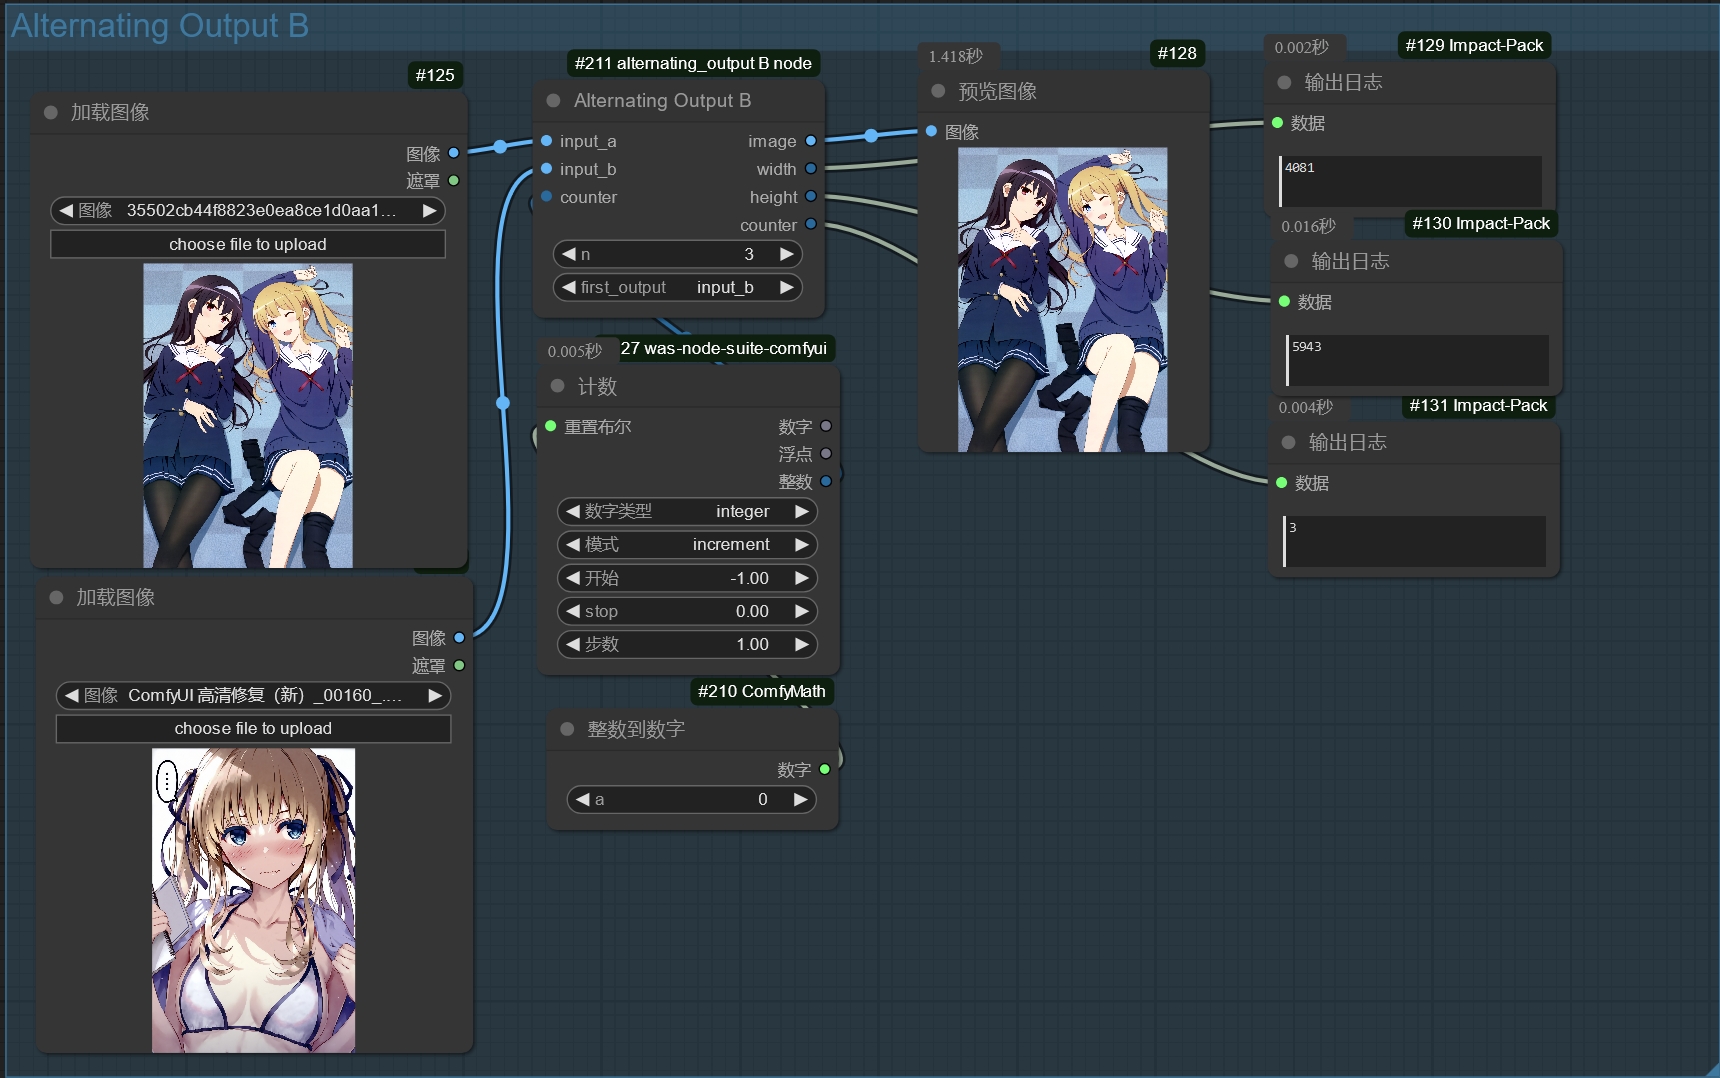 Alternating Output B
#125
加载图像
图像
遮罩
图像 35502cb44f8823e0ea8ce1d0aa1…
choose file to upload
加载图像
图像
遮罩
图像 ComfyUI 高清修复（新）_00160_.…
choose file to upload
#211 alternating_output B node
Alternating Output B
input_a image
input_b width
counter height
counter
n 3
first_output input_b
0.005秒 27 was-node-suite-comfyui
计数
重置布尔 数字
浮点
整数
数字类型 integer
模式 increment
开始 -1.00
stop 0.00
步数 1.00
#210 ComfyMath
整数到数字
数字
a 0
1.418秒 #128
预览图像
图像
0.002秒 #129 Impact-Pack
输出日志
数据
4081
0.016秒 #130 Impact-Pack
输出日志
数据
5943
0.004秒 #131 Impact-Pack
输出日志
数据
3